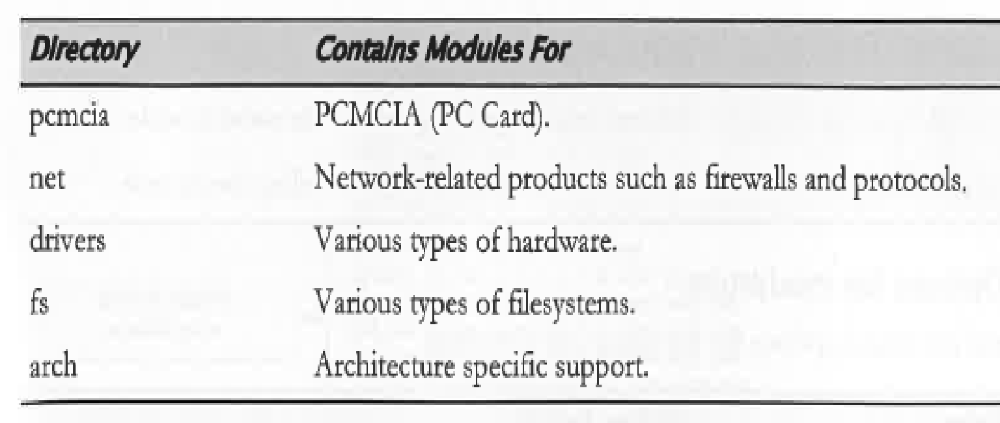 Directory Contains Modules For
pcmcia PCMCIA (PC Card).
net Network-related products such as firewalls and protocols,
drivers Various types of hardware.
fs Various types of filesystems.
arch Architecture specific support.